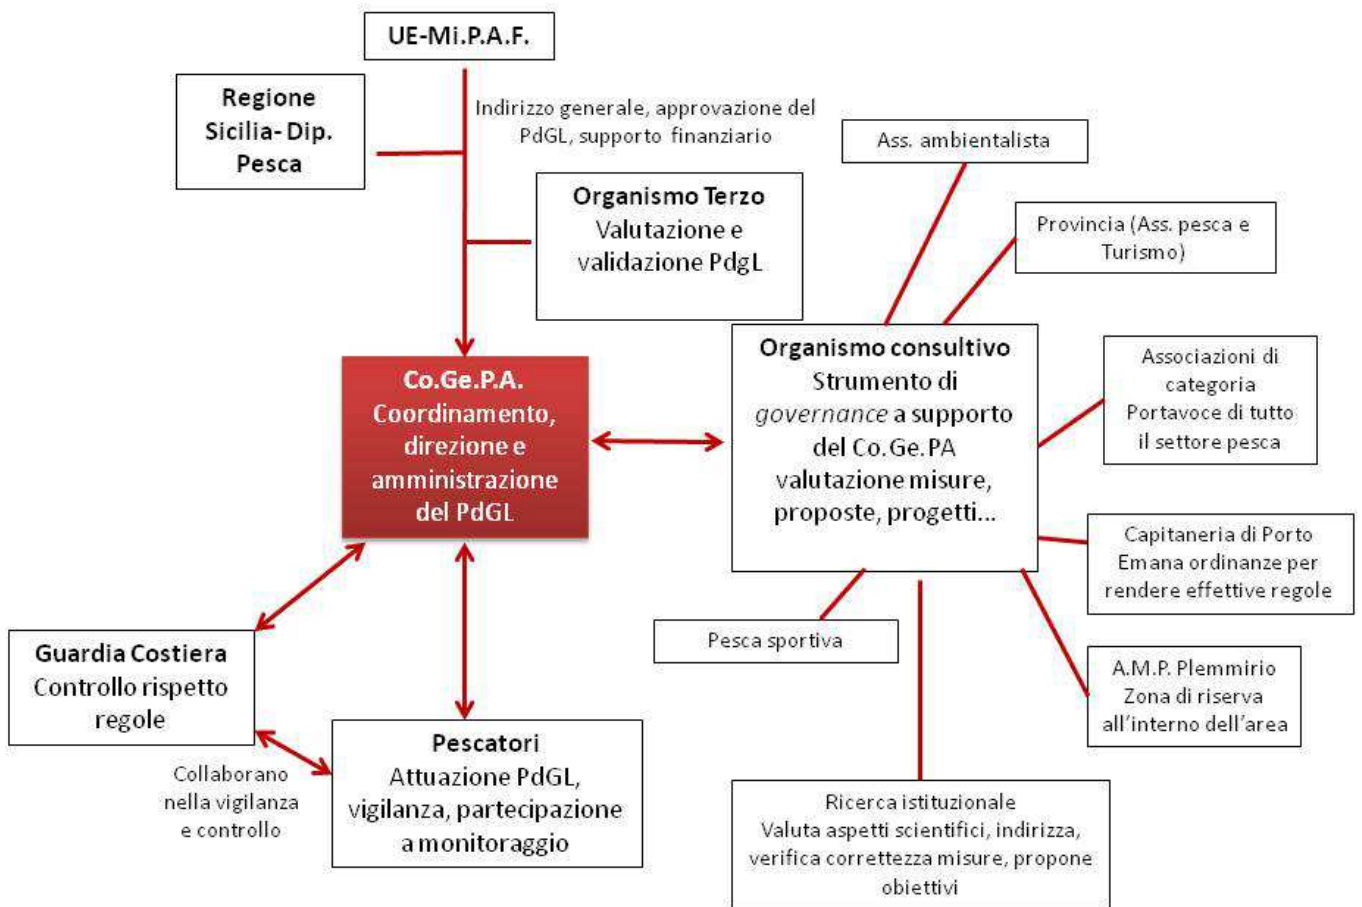 UE-Mi.P.A.F.
Regione
Sicilia- Dip.
Pesca
Indirizzo generale, approvazione del
PdGL, supporto finanziario
Ass. ambientalista
Organismo Terzo
Valutazione e
validazione PdgL
Provincia (Ass. pesca e
Turismo)
Co.Ge.P.A.
Coordinamento,
direzione e
amministrazione
del PdGL
Organismo consultivo
Strumento di
governance a supporto
del Co.Ge.PA
valutazione misure,
proposte, progetti...
Associazioni di
categoria
Portavoce di tutto
il settore pesca
Capitaneria di Porto
Emana ordinanze per
rendere effettive regole
Pesca sportiva
A.M.P. Plemmirio
Zona di riserva
all'interno dell'area
Guardia Costiera
Controllo rispetto
regole
Collaborano
nella vigilanza
e controllo
Pescatori
Attuazione PdGL,
vigilanza, partecipazione
a monitoraggio
Ricerca istituzionale
Valuta aspetti scientifici, indirizza,
verifica correttezza misure, propone
obiettivi